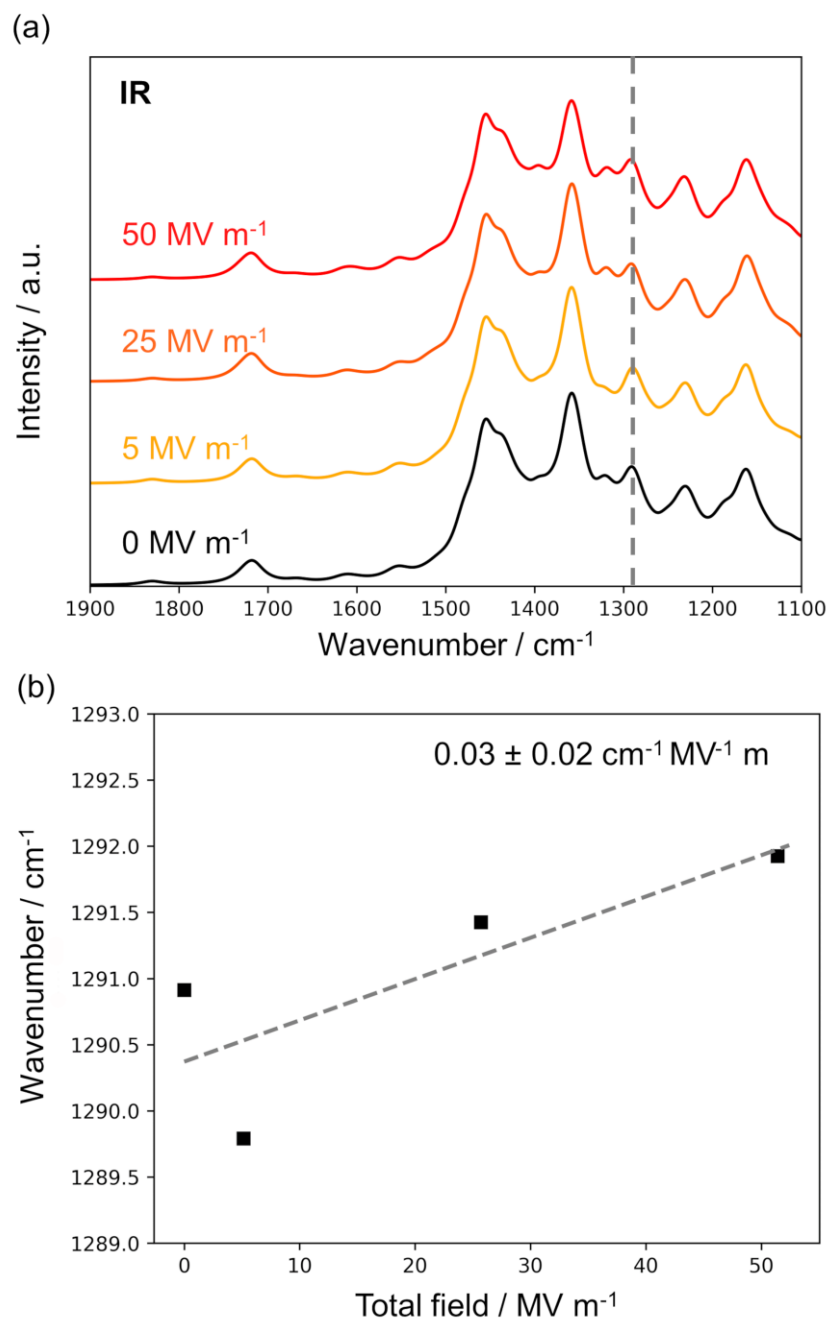 (a)
IR
50 MV m⁻¹
25 MV m⁻¹
5 MV m⁻¹
0 MV m⁻¹
Intensity / a.u.
1900 1800 1700 1600 1500 1400 1300 1200 1100
Wavenumber / cm⁻¹
(b)
0.03 ± 0.02 cm⁻¹ MV⁻¹ m
1293.0
1292.5
1292.0
1291.5
1291.0
1290.5
1290.0
1289.5
1289.0
Wavenumber / cm⁻¹
0 10 20 30 40 50
Total field / MV m⁻¹